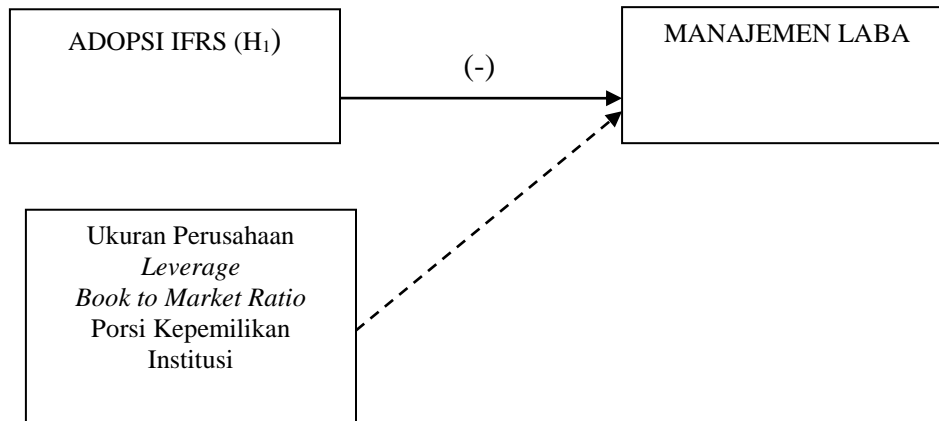 ADOPSI IFRS (H₁)
(-)
MANAJEMEN LABA
Ukuran Perusahaan
Leverage
Book to Market Ratio
Porsi Kepemilikan
Institusi